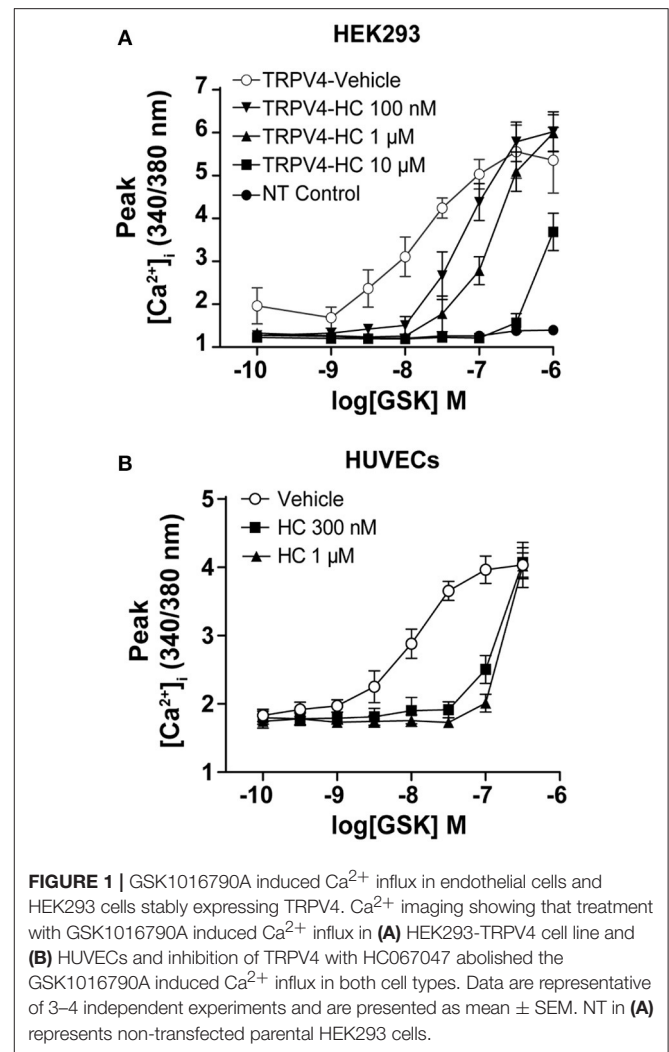 A
HEK293
TRPV4-Vehicle
TRPV4-HC 100 nM
TRPV4-HC 1 µM
TRPV4-HC 10 µM
NT Control
Peak
[Ca²⁺]ᵢ (340/380 nm)
7
6
5
4
3
2
1
-10 -9 -8 -7 -6
log[GSK] M
B
HUVECs
Vehicle
HC 300 nM
HC 1 µM
Peak
[Ca²⁺]ᵢ (340/380 nm)
5
4
3
2
1
-10 -9 -8 -7 -6
log[GSK] M
FIGURE 1 | GSK1016790A induced Ca²⁺ influx in endothelial cells and
HEK293 cells stably expressing TRPV4. Ca²⁺ imaging showing that treatment
with GSK1016790A induced Ca²⁺ influx in (A) HEK293-TRPV4 cell line and
(B) HUVECs and inhibition of TRPV4 with HC067047 abolished the
GSK1016790A induced Ca²⁺ influx in both cell types. Data are representative
of 3–4 independent experiments and are presented as mean ± SEM. NT in (A)
represents non-transfected parental HEK293 cells.